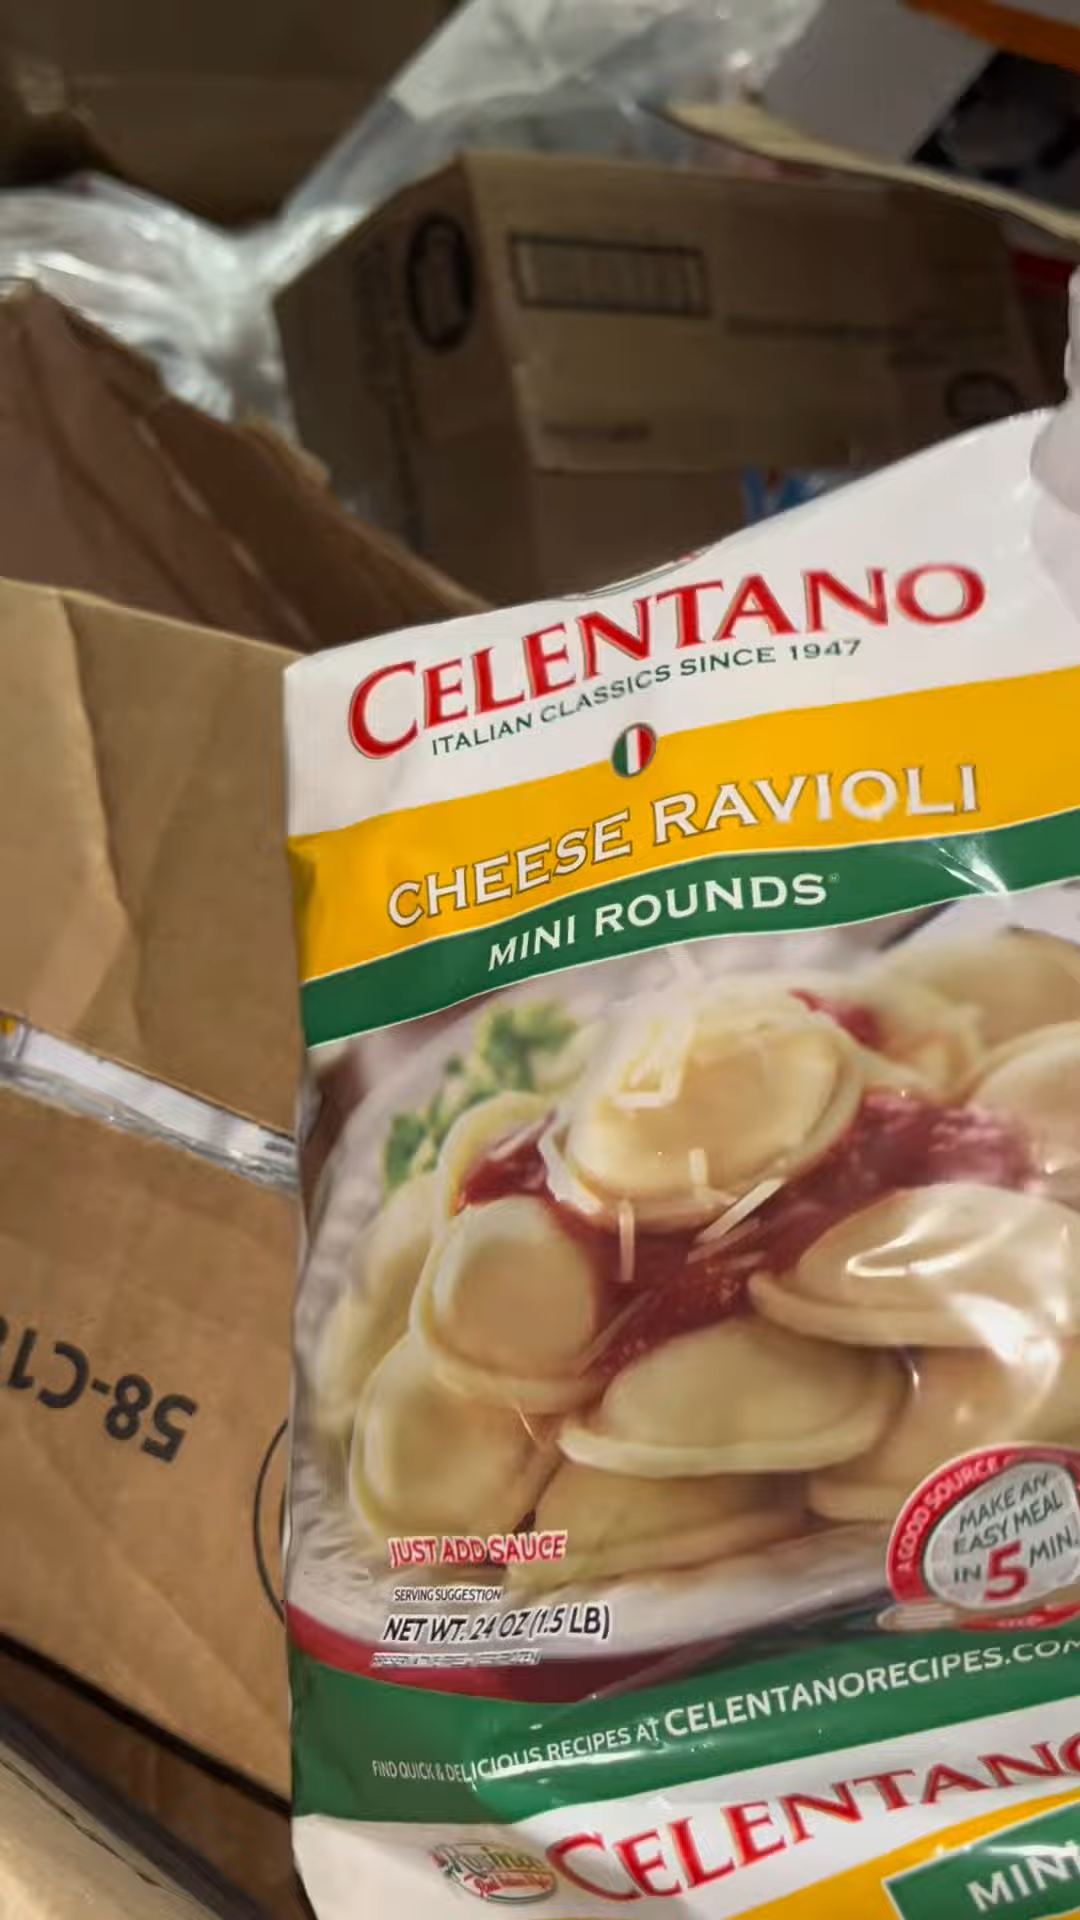 CELENTANO
ITALIAN CLASSICS SINCE 1947
CHEESE RAVIOLI
MINI ROUNDS®
58-C1
A GOOD SOURCE
MAKE AN
EASY MEAL
IN 5 MIN.
JUST ADD SAUCE
SERVING SUGGESTION
NET WT. 24 OZ (1.5 LB)
FIND QUICK & DELICIOUS RECIPES AT CELENTANORECIPES.COM
CELENTANO
MINI